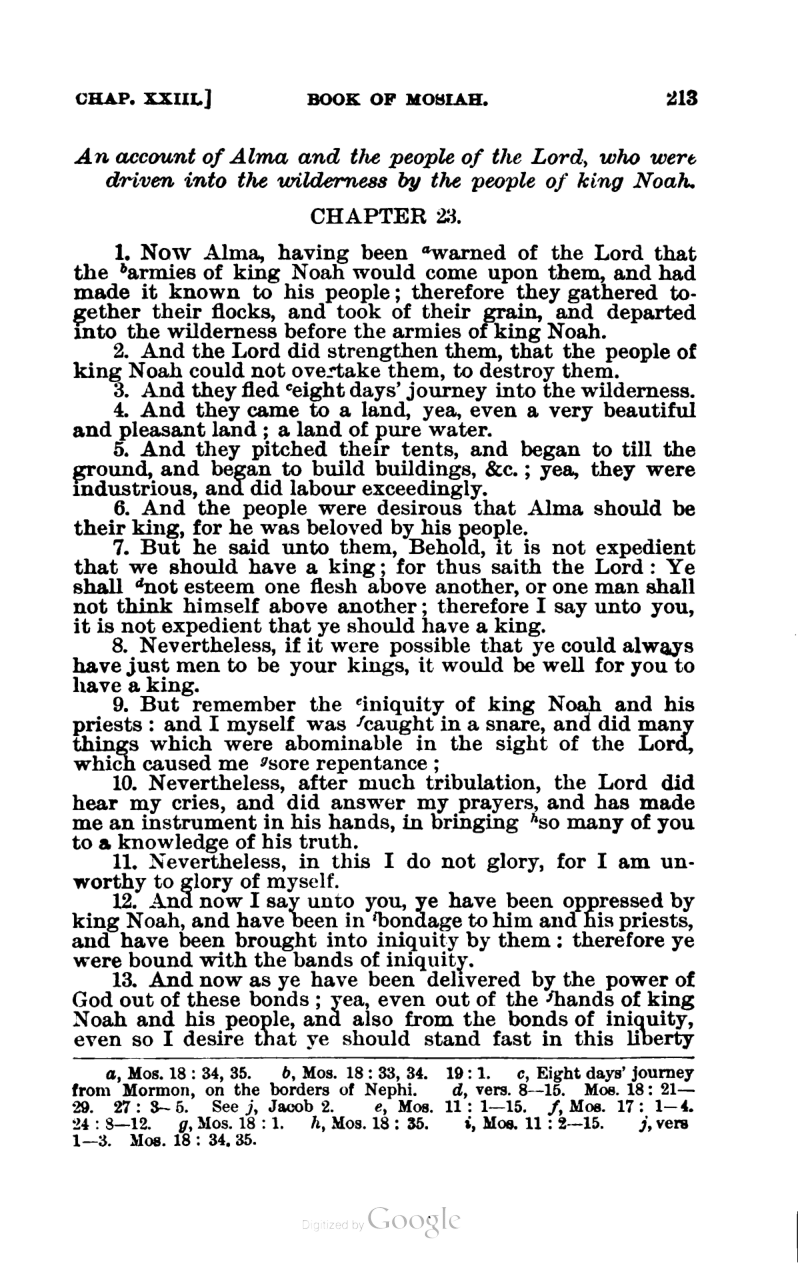 CHAP. XXIII.] BOOK OF MOSIAH. 213
An account of Alma and the people of the Lord, who were
driven into the wilderness by the people of king Noah.
CHAPTER 23.
1. Now Alma, having been ᵃwarned of the Lord that
the ᵇarmies of king Noah would come upon them, and had
made it known to his people; therefore they gathered to-
gether their flocks, and took of their grain, and departed
into the wilderness before the armies of king Noah.
2. And the Lord did strengthen them, that the people of
king Noah could not overtake them, to destroy them.
3. And they fled ᶜeight days' journey into the wilderness.
4. And they came to a land, yea, even a very beautiful
and pleasant land; a land of pure water.
5. And they pitched their tents, and began to till the
ground, and began to build buildings, &c.; yea, they were
industrious, and did labour exceedingly.
6. And the people were desirous that Alma should be
their king, for he was beloved by his people.
7. But he said unto them, Behold, it is not expedient
that we should have a king; for thus saith the Lord: Ye
shall ᵈnot esteem one flesh above another, or one man shall
not think himself above another; therefore I say unto you,
it is not expedient that ye should have a king.
8. Nevertheless, if it were possible that ye could always
have just men to be your kings, it would be well for you to
have a king.
9. But remember the ᵉiniquity of king Noah and his
priests: and I myself was ᶠcaught in a snare, and did many
things which were abominable in the sight of the Lord,
which caused me ᵍsore repentance;
10. Nevertheless, after much tribulation, the Lord did
hear my cries, and did answer my prayers, and has made
me an instrument in his hands, in bringing ʰso many of you
to a knowledge of his truth.
11. Nevertheless, in this I do not glory, for I am un-
worthy to glory of myself.
12. And now I say unto you, ye have been oppressed by
king Noah, and have been in ⁱbondage to him and his priests,
and have been brought into iniquity by them: therefore ye
were bound with the bands of iniquity.
13. And now as ye have been delivered by the power of
God out of these bonds; yea, even out of the ʲhands of king
Noah and his people, and also from the bonds of iniquity,
even so I desire that ye should stand fast in this liberty
a, Mos. 18: 34, 35. b, Mos. 18: 33, 34. 19: 1. c, Eight days' journey
from Mormon, on the borders of Nephi. d, vers. 8—15. Mos. 18: 21—
29. 27: 3—5. See j, Jacob 2. e, Mos. 11: 1—15. f, Mos. 17: 1—4.
24: 8—12. g, Mos. 18: 1. h, Mos. 18: 35. i, Mos. 11: 2—15. j, vers
1—3. Mos. 18: 34, 35.
Digitized by Google